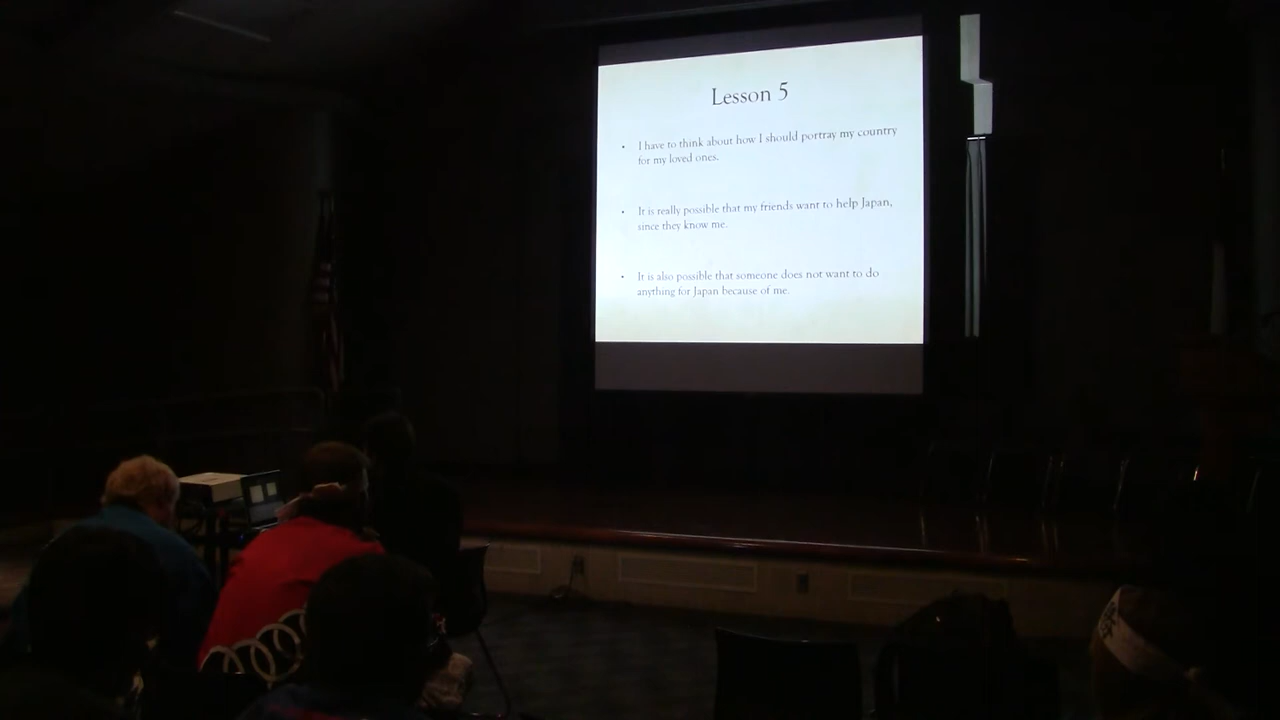 Lesson 5
• I have to think about how I should portray my country
for my loved ones.
• It is really possible that my friends want to help Japan,
since they know me.
• It is also possible that someone does not want to do
anything for Japan because of me.